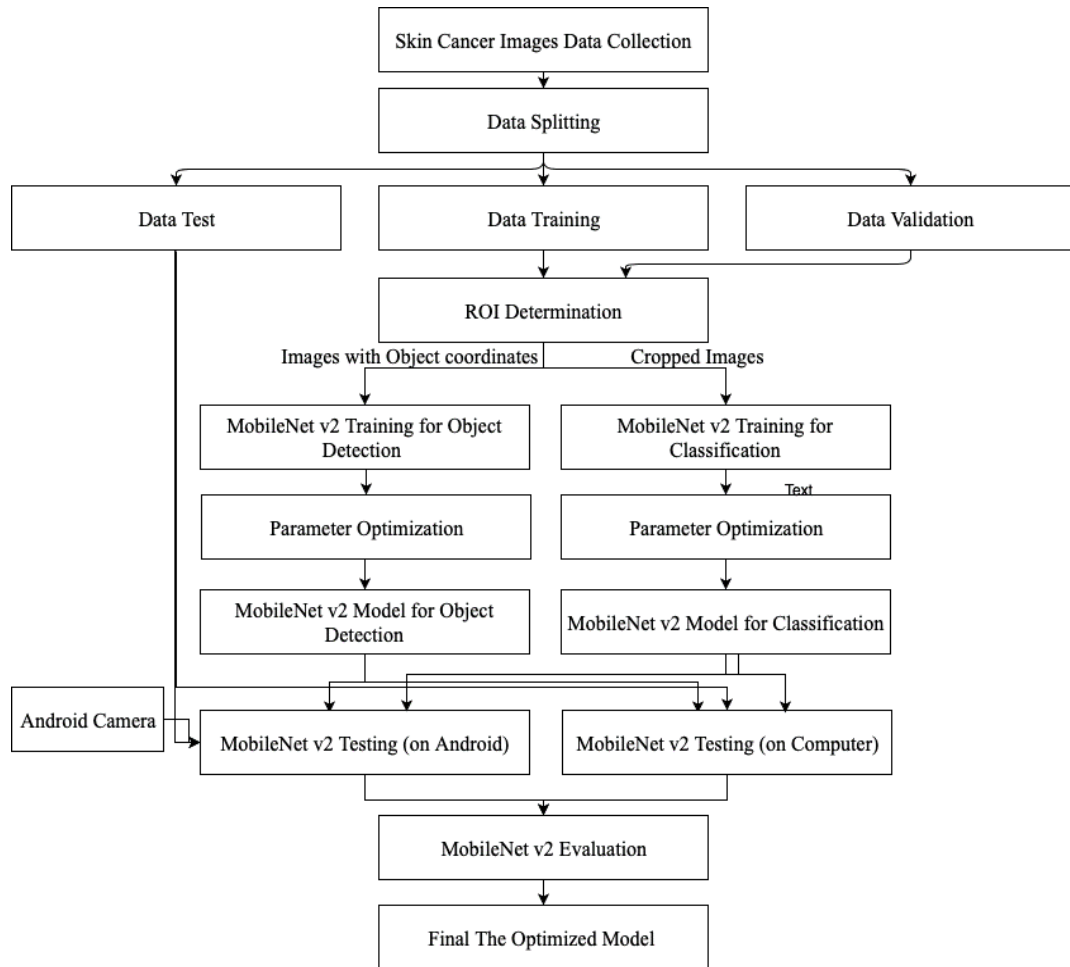 Skin Cancer Images Data Collection
Data Splitting
Data Test
Data Training
Data Validation
ROI Determination
Images with Object coordinates
Cropped Images
MobileNet v2 Training for Object
Detection
MobileNet v2 Training for
Classification
Text
Parameter Optimization
Parameter Optimization
MobileNet v2 Model for Object
Detection
MobileNet v2 Model for Classification
Android Camera
MobileNet v2 Testing (on Android)
MobileNet v2 Testing (on Computer)
MobileNet v2 Evaluation
Final The Optimized Model